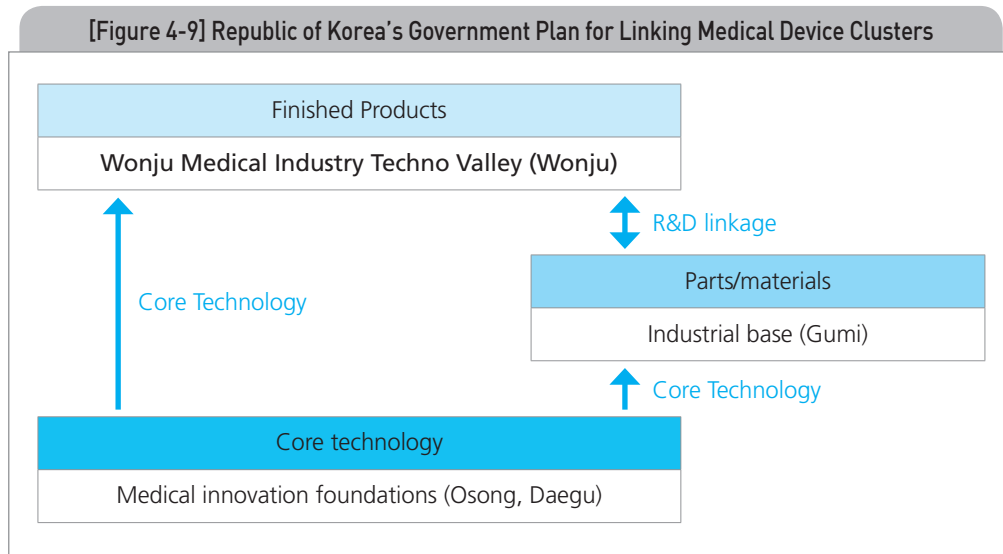 [Figure 4-9] Republic of Korea's Government Plan for Linking Medical Device Clusters
Finished Products
Wonju Medical Industry Techno Valley (Wonju)
R&D linkage
Parts/materials
Core Technology
Industrial base (Gumi)
Core Technology
Core technology
Medical innovation foundations (Osong, Daegu)